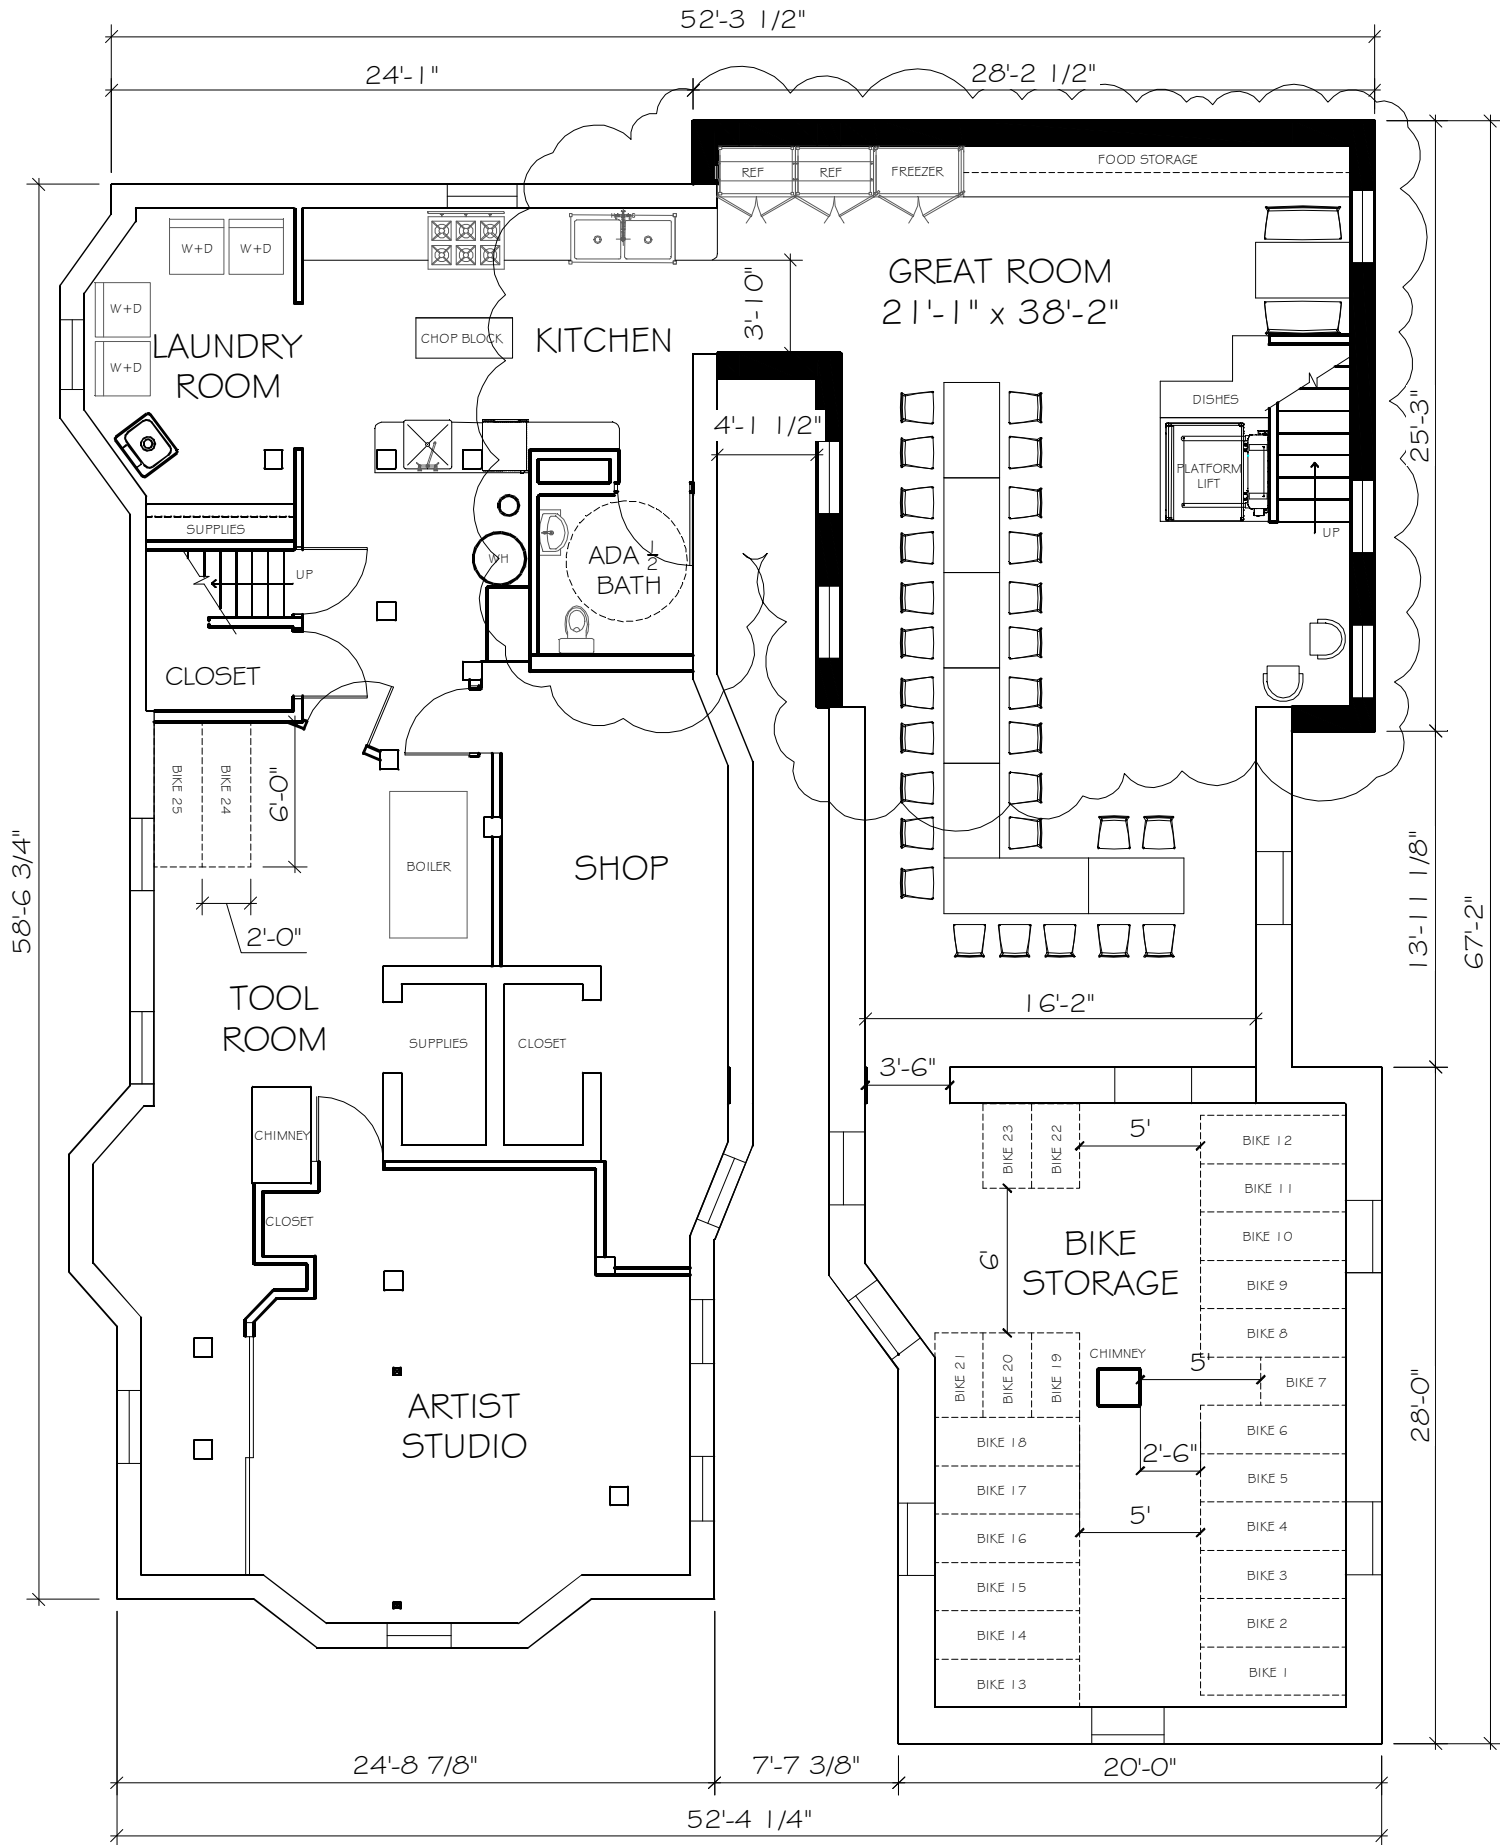 52'-3 1/2"
24'-1"
28'-2 1/2"
REF
REF
FREEZER
FOOD STORAGE
W+D
W+D
W+D
W+D
LAUNDRY
ROOM
CHOP BLOCK
KITCHEN
3'-10"
GREAT ROOM
21'-1" x 38'-2"
DISHES
PLATFORM
LIFT
UP
4'-1 1/2"
25'-3"
SUPPLIES
UP
WH
ADA 1/2
BATH
CLOSET
BIKE 25
BIKE 24
6'-0"
2'-0"
BOILER
SHOP
58'-6 3/4"
13'-11 1/8"
67'-2"
TOOL
ROOM
SUPPLIES
CLOSET
16'-2"
3'-6"
CHIMNEY
CLOSET
BIKE 23
BIKE 22
5'
BIKE 12
BIKE 11
BIKE 10
BIKE 9
BIKE 8
BIKE 7
BIKE 6
BIKE 5
BIKE 4
BIKE 3
BIKE 2
BIKE 1
6'
BIKE
STORAGE
CHIMNEY
5'
2'-6"
5'
BIKE 21
BIKE 20
BIKE 19
BIKE 18
BIKE 17
BIKE 16
BIKE 15
BIKE 14
BIKE 13
28'-0"
ARTIST
STUDIO
24'-8 7/8"
7'-7 3/8"
20'-0"
52'-4 1/4"